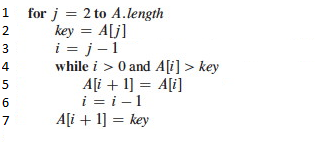 1 for j = 2 to A.length
2 key = A[j]
3 i = j − 1
4 while i > 0 and A[i] > key
5 A[i + 1] = A[i]
6 i = i − 1
7 A[i + 1] = key